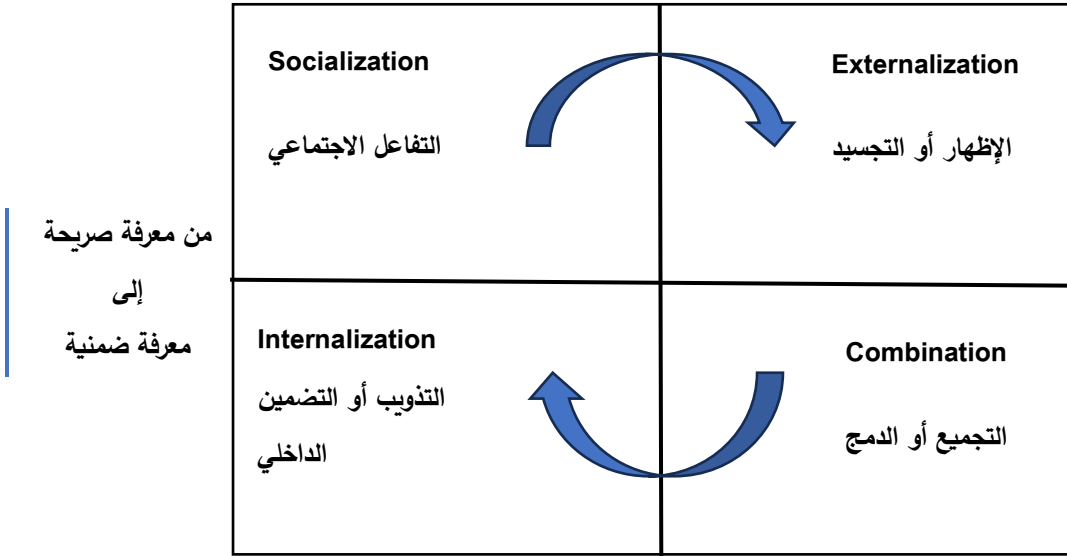 Socialization
التفاعل الاجتماعي
Externalization
الإظهار أو التجسيد
من معرفة صريحة
إلى
معرفة ضمنية
Internalization
التذويب أو التضمين
الداخلي
Combination
التجميع أو الدمج